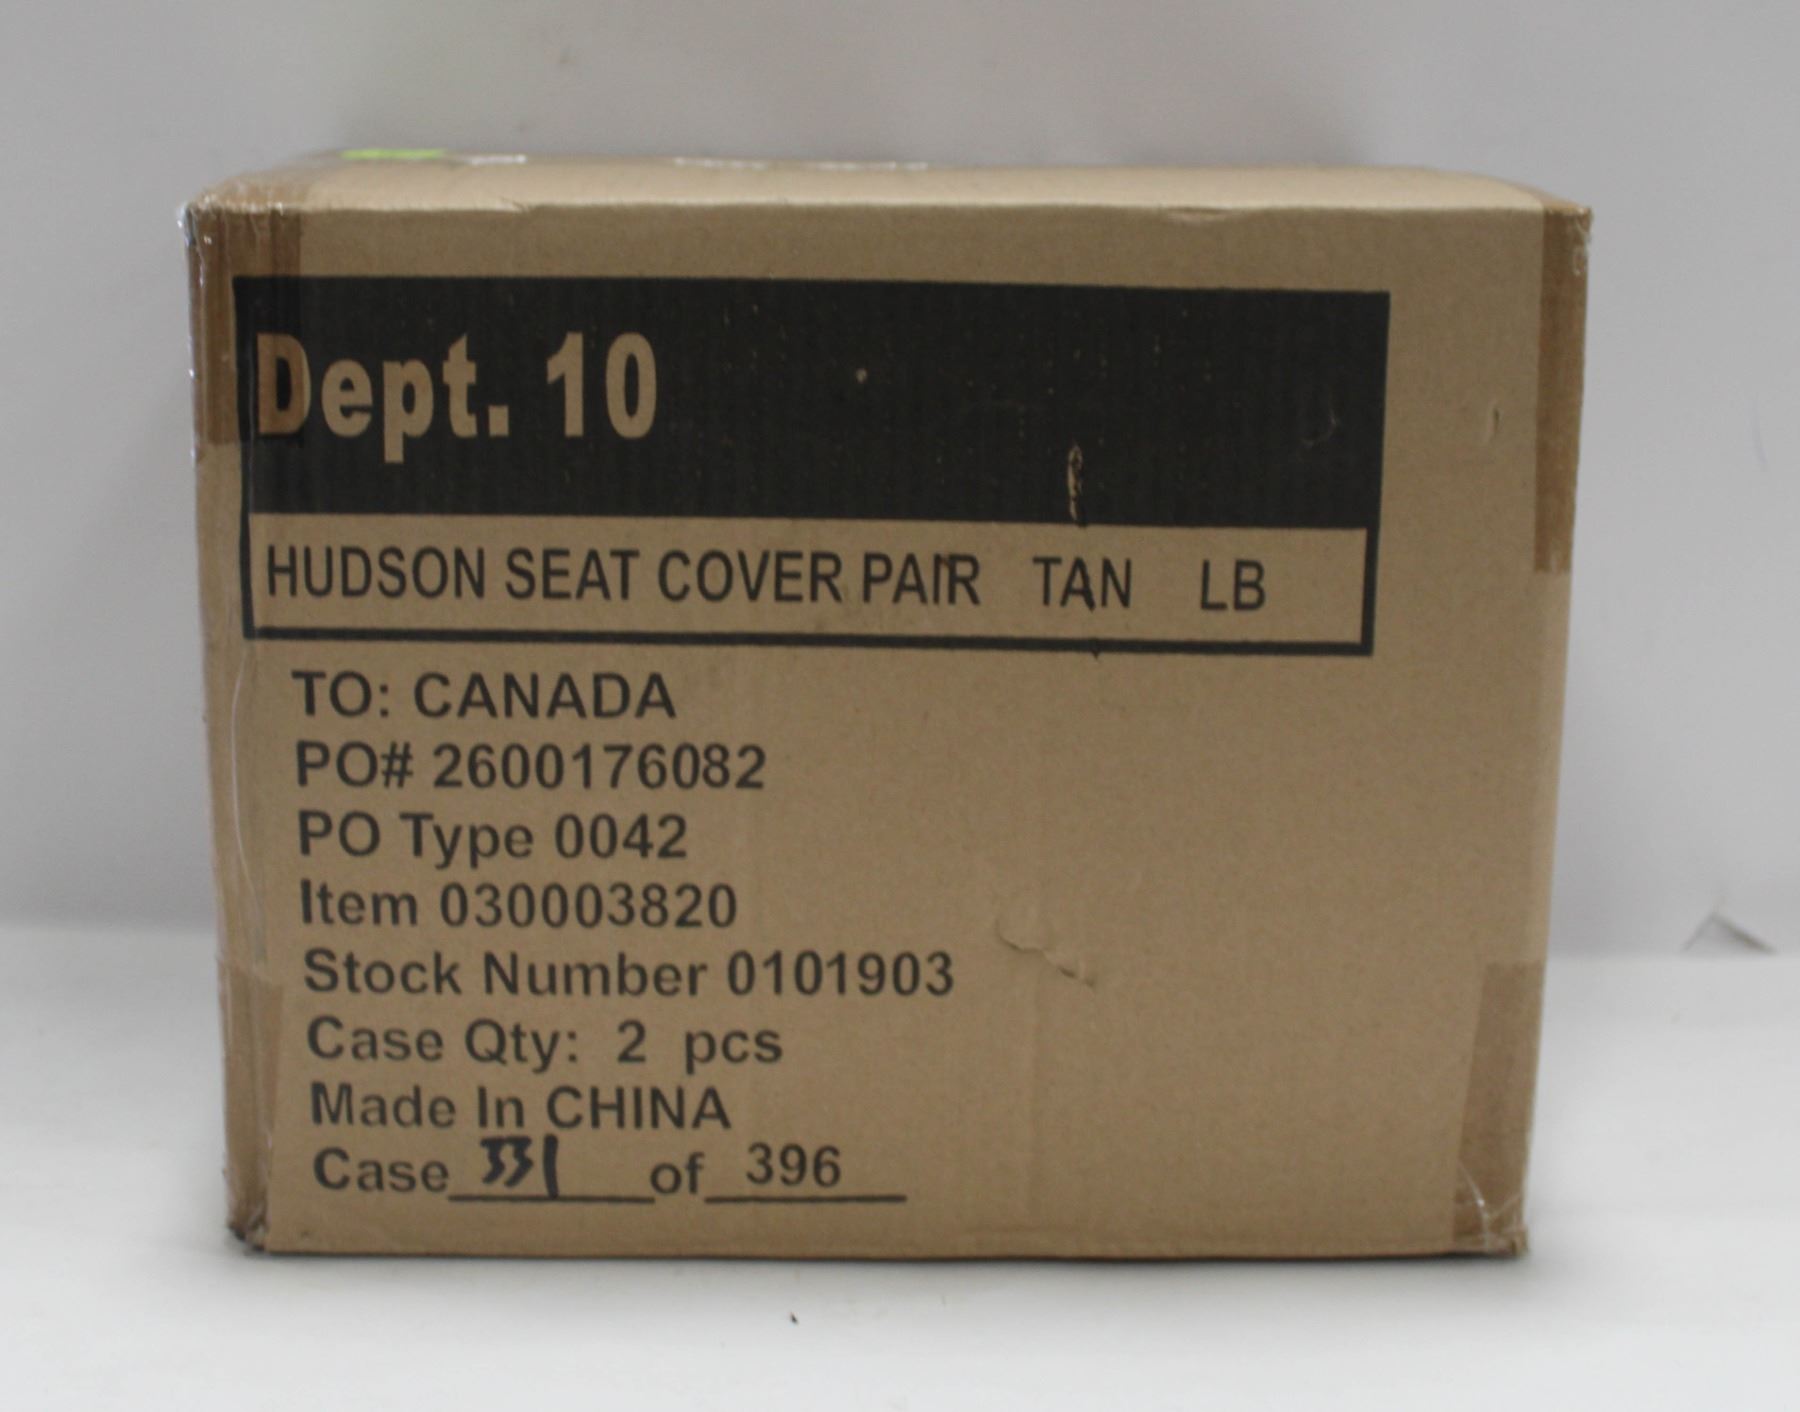 Dept. 10
HUDSON SEAT COVER PAIR TAN LB
TO: CANADA
PO# 2600176082
PO Type 0042
Item 030003820
Stock Number 0101903
Case Qty: 2 pcs
Made In CHINA
Case 331 of 396